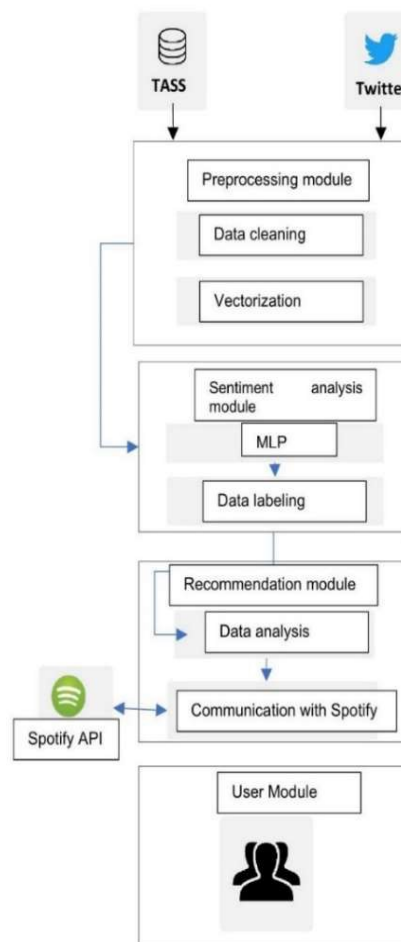 TASS
Twitte
Preprocessing module
Data cleaning
Vectorization
Sentiment analysis
module
MLP
Data labeling
Recommendation module
Data analysis
Communication with Spotify
Spotify API
User Module